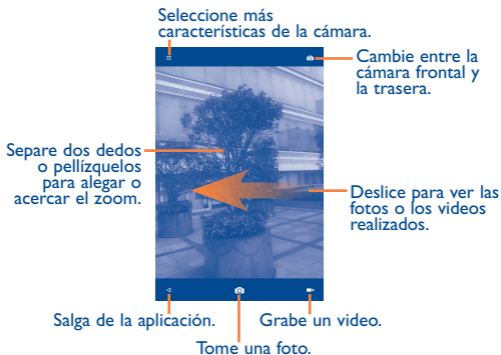 Seleccione más
características de la cámara.
Cambie entre la
cámara frontal y
la trasera.
Separe dos dedos
o pellízquelos
para alegar o
acercar el zoom.
Deslice para ver las
fotos o los videos
realizados.
Salga de la aplicación.
Grabe un video.
Tome una foto.